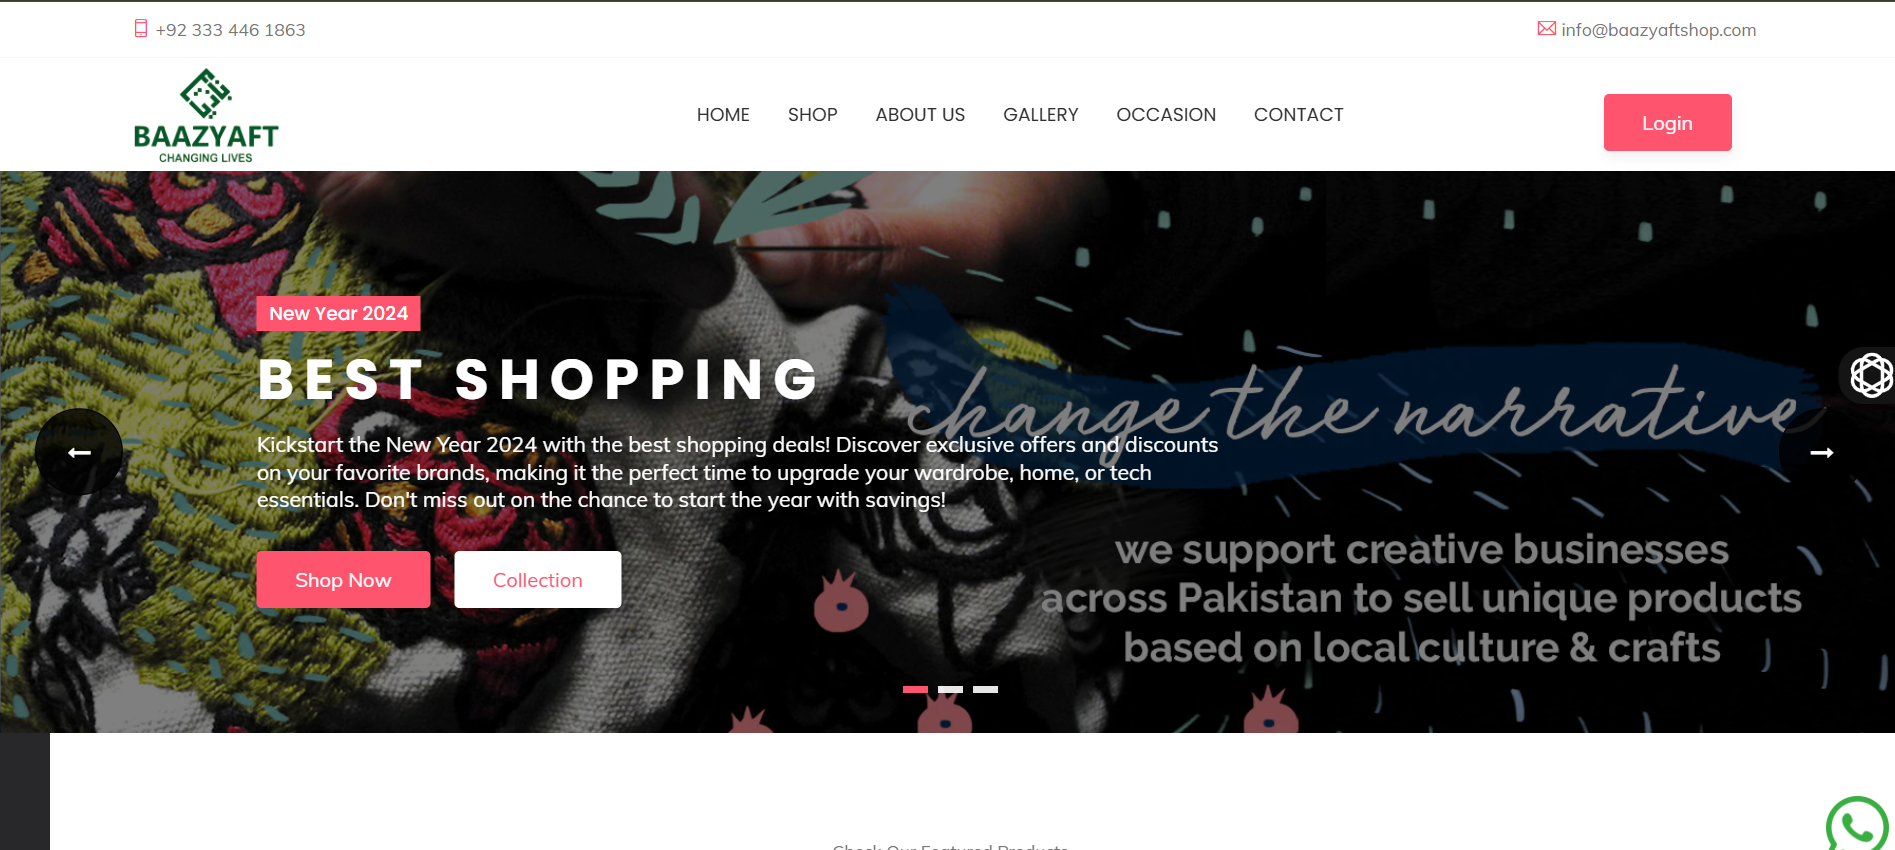 +92 333 446 1863
info@baazyaftshop.com
BAAZYAFT
CHANGING LIVES
HOME
SHOP
ABOUT US
GALLERY
OCCASION
CONTACT
Login
New Year 2024
BEST SHOPPING
change the narrative
Kickstart the New Year 2024 with the best shopping deals! Discover exclusive offers and discounts
on your favorite brands, making it the perfect time to upgrade your wardrobe, home, or tech
essentials. Don't miss out on the chance to start the year with savings!
Shop Now
Collection
we support creative businesses
across Pakistan to sell unique products
based on local culture & crafts
Check Our Featured Products